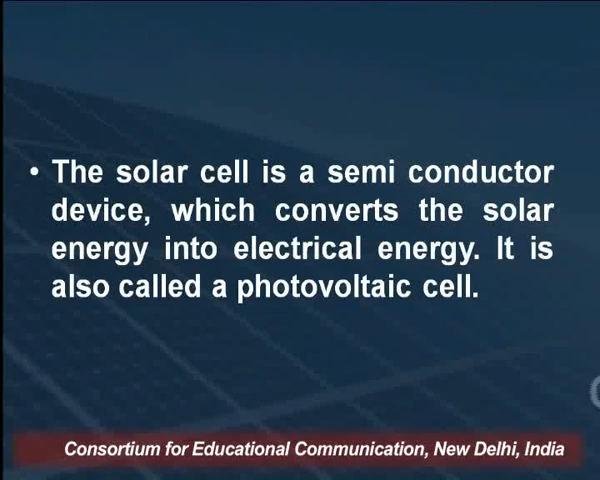 • The solar cell is a semi conductor
device, which converts the solar
energy into electrical energy. It is
also called a photovoltaic cell.
Consortium for Educational Communication, New Delhi, India